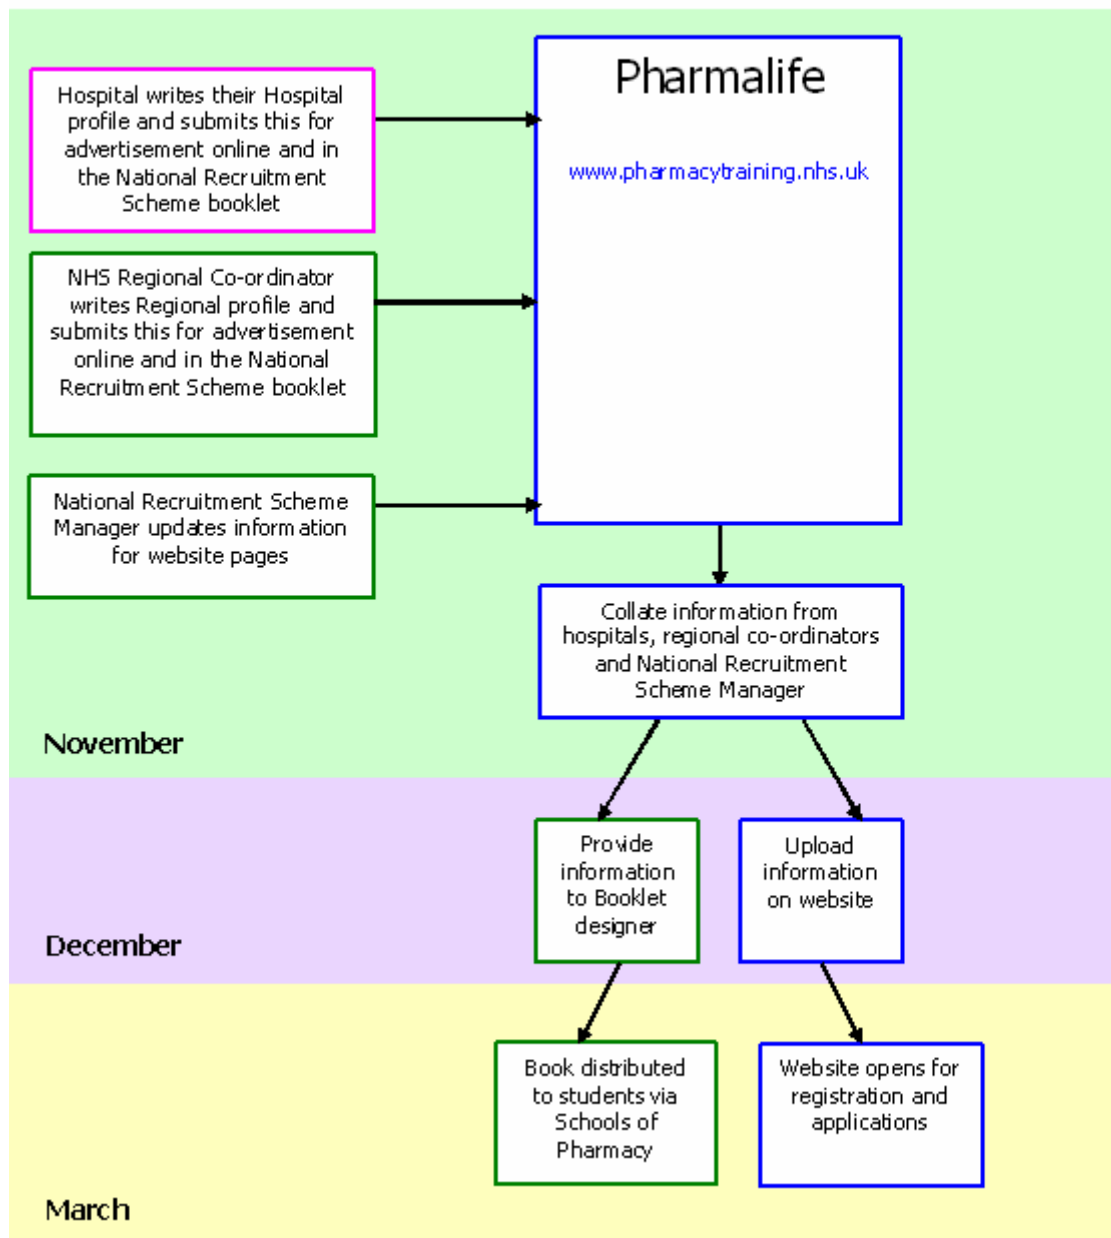 Pharmalife
www.pharmacytraining.nhs.uk
Hospital writes their Hospital
profile and submits this for
advertisement online and in
the National Recruitment
Scheme booklet
NHS Regional Co-ordinator
writes Regional profile and
submits this for advertisement
online and in the National
Recruitment Scheme booklet
National Recruitment Scheme
Manager updates information
for website pages
Collate information from
hospitals, regional co-ordinators
and National Recruitment
Scheme Manager
November
Provide
information
to Booklet
designer
Upload
information
on website
December
Book distributed
to students via
Schools of
Pharmacy
Website opens for
registration and
applications
March